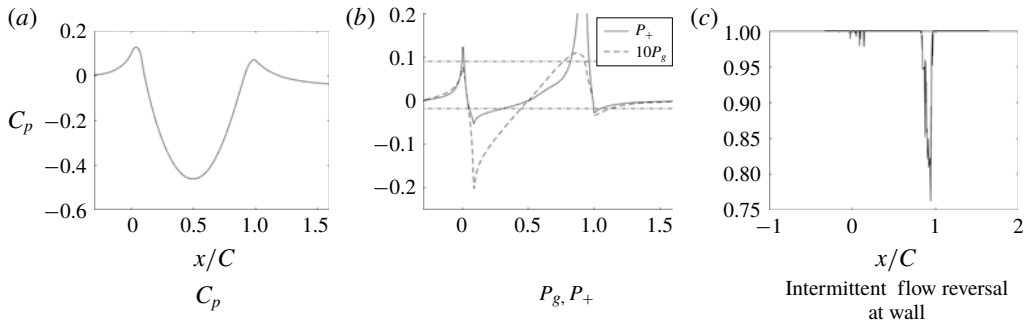 (a)
0.2
0
−0.2
−0.4
−0.6
C_p
0
0.5
1.0
1.5
x/C
C_p
(b)
0.2
0.1
0
−0.1
−0.2
P_+
10P_g
0
0.5
1.0
1.5
P_g, P_+
(c)
1.00
0.95
0.90
0.85
0.80
0.75
−1
0
1
2
x/C
Intermittent flow reversal
at wall